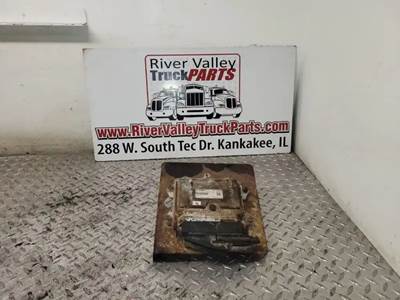 River Valley
TruckPARTS
www.RiverValleyTruckParts.com
288 W. South Tec Dr. Kankakee, IL